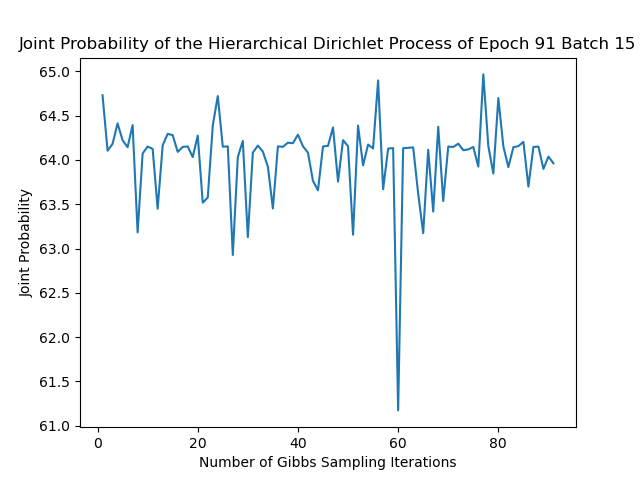 Joint Probability of the Hierarchical Dirichlet Process of Epoch 91 Batch 15
65.0
64.5
64.0
63.5
63.0
62.5
62.0
61.5
61.0
Joint Probability
0 20 40 60 80
Number of Gibbs Sampling Iterations